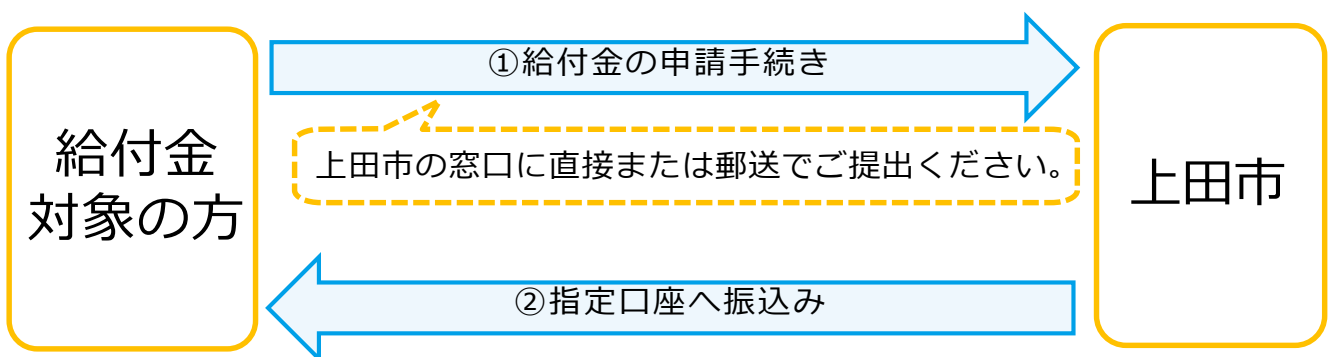 給付金
対象の方
①給付金の申請手続き
上田市の窓口に直接または郵送でご提出ください。
②指定口座へ振込み
上田市